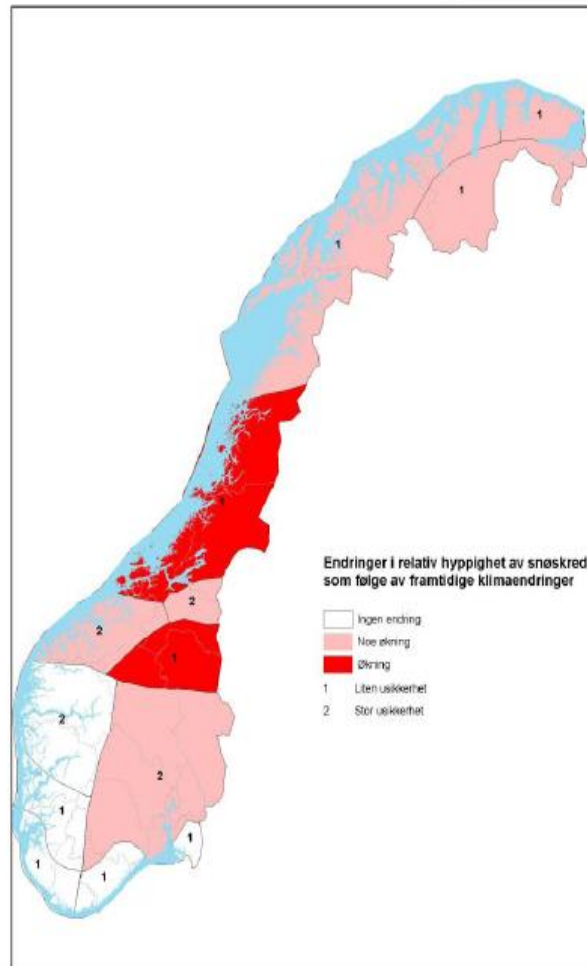 1
1
1
1
Endringer i relativ hyppighet av snøskred
som følge av framtidige klimaendringer
Ingen endring
Noe økning
Økning
1 Liten usikkerhet
2 Stor usikkerhet
2
2
1
2
2
1
1
1
1